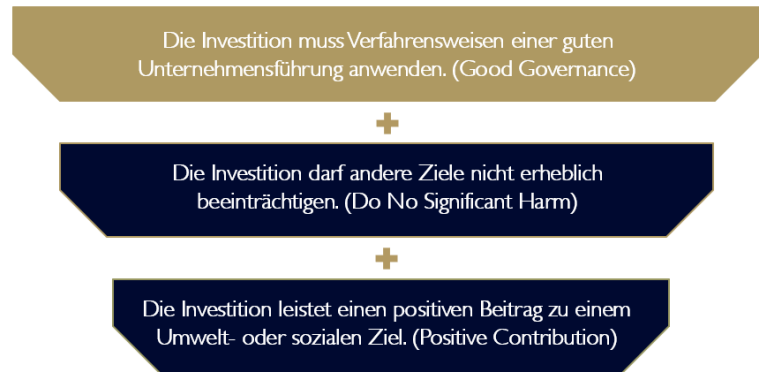 Die Investition muss Verfahrensweisen einer guten
Unternehmensführung anwenden. (Good Governance)
+
Die Investition darf andere Ziele nicht erheblich
beeinträchtigen. (Do No Significant Harm)
+
Die Investition leistet einen positiven Beitrag zu einem
Umwelt- oder sozialen Ziel. (Positive Contribution)